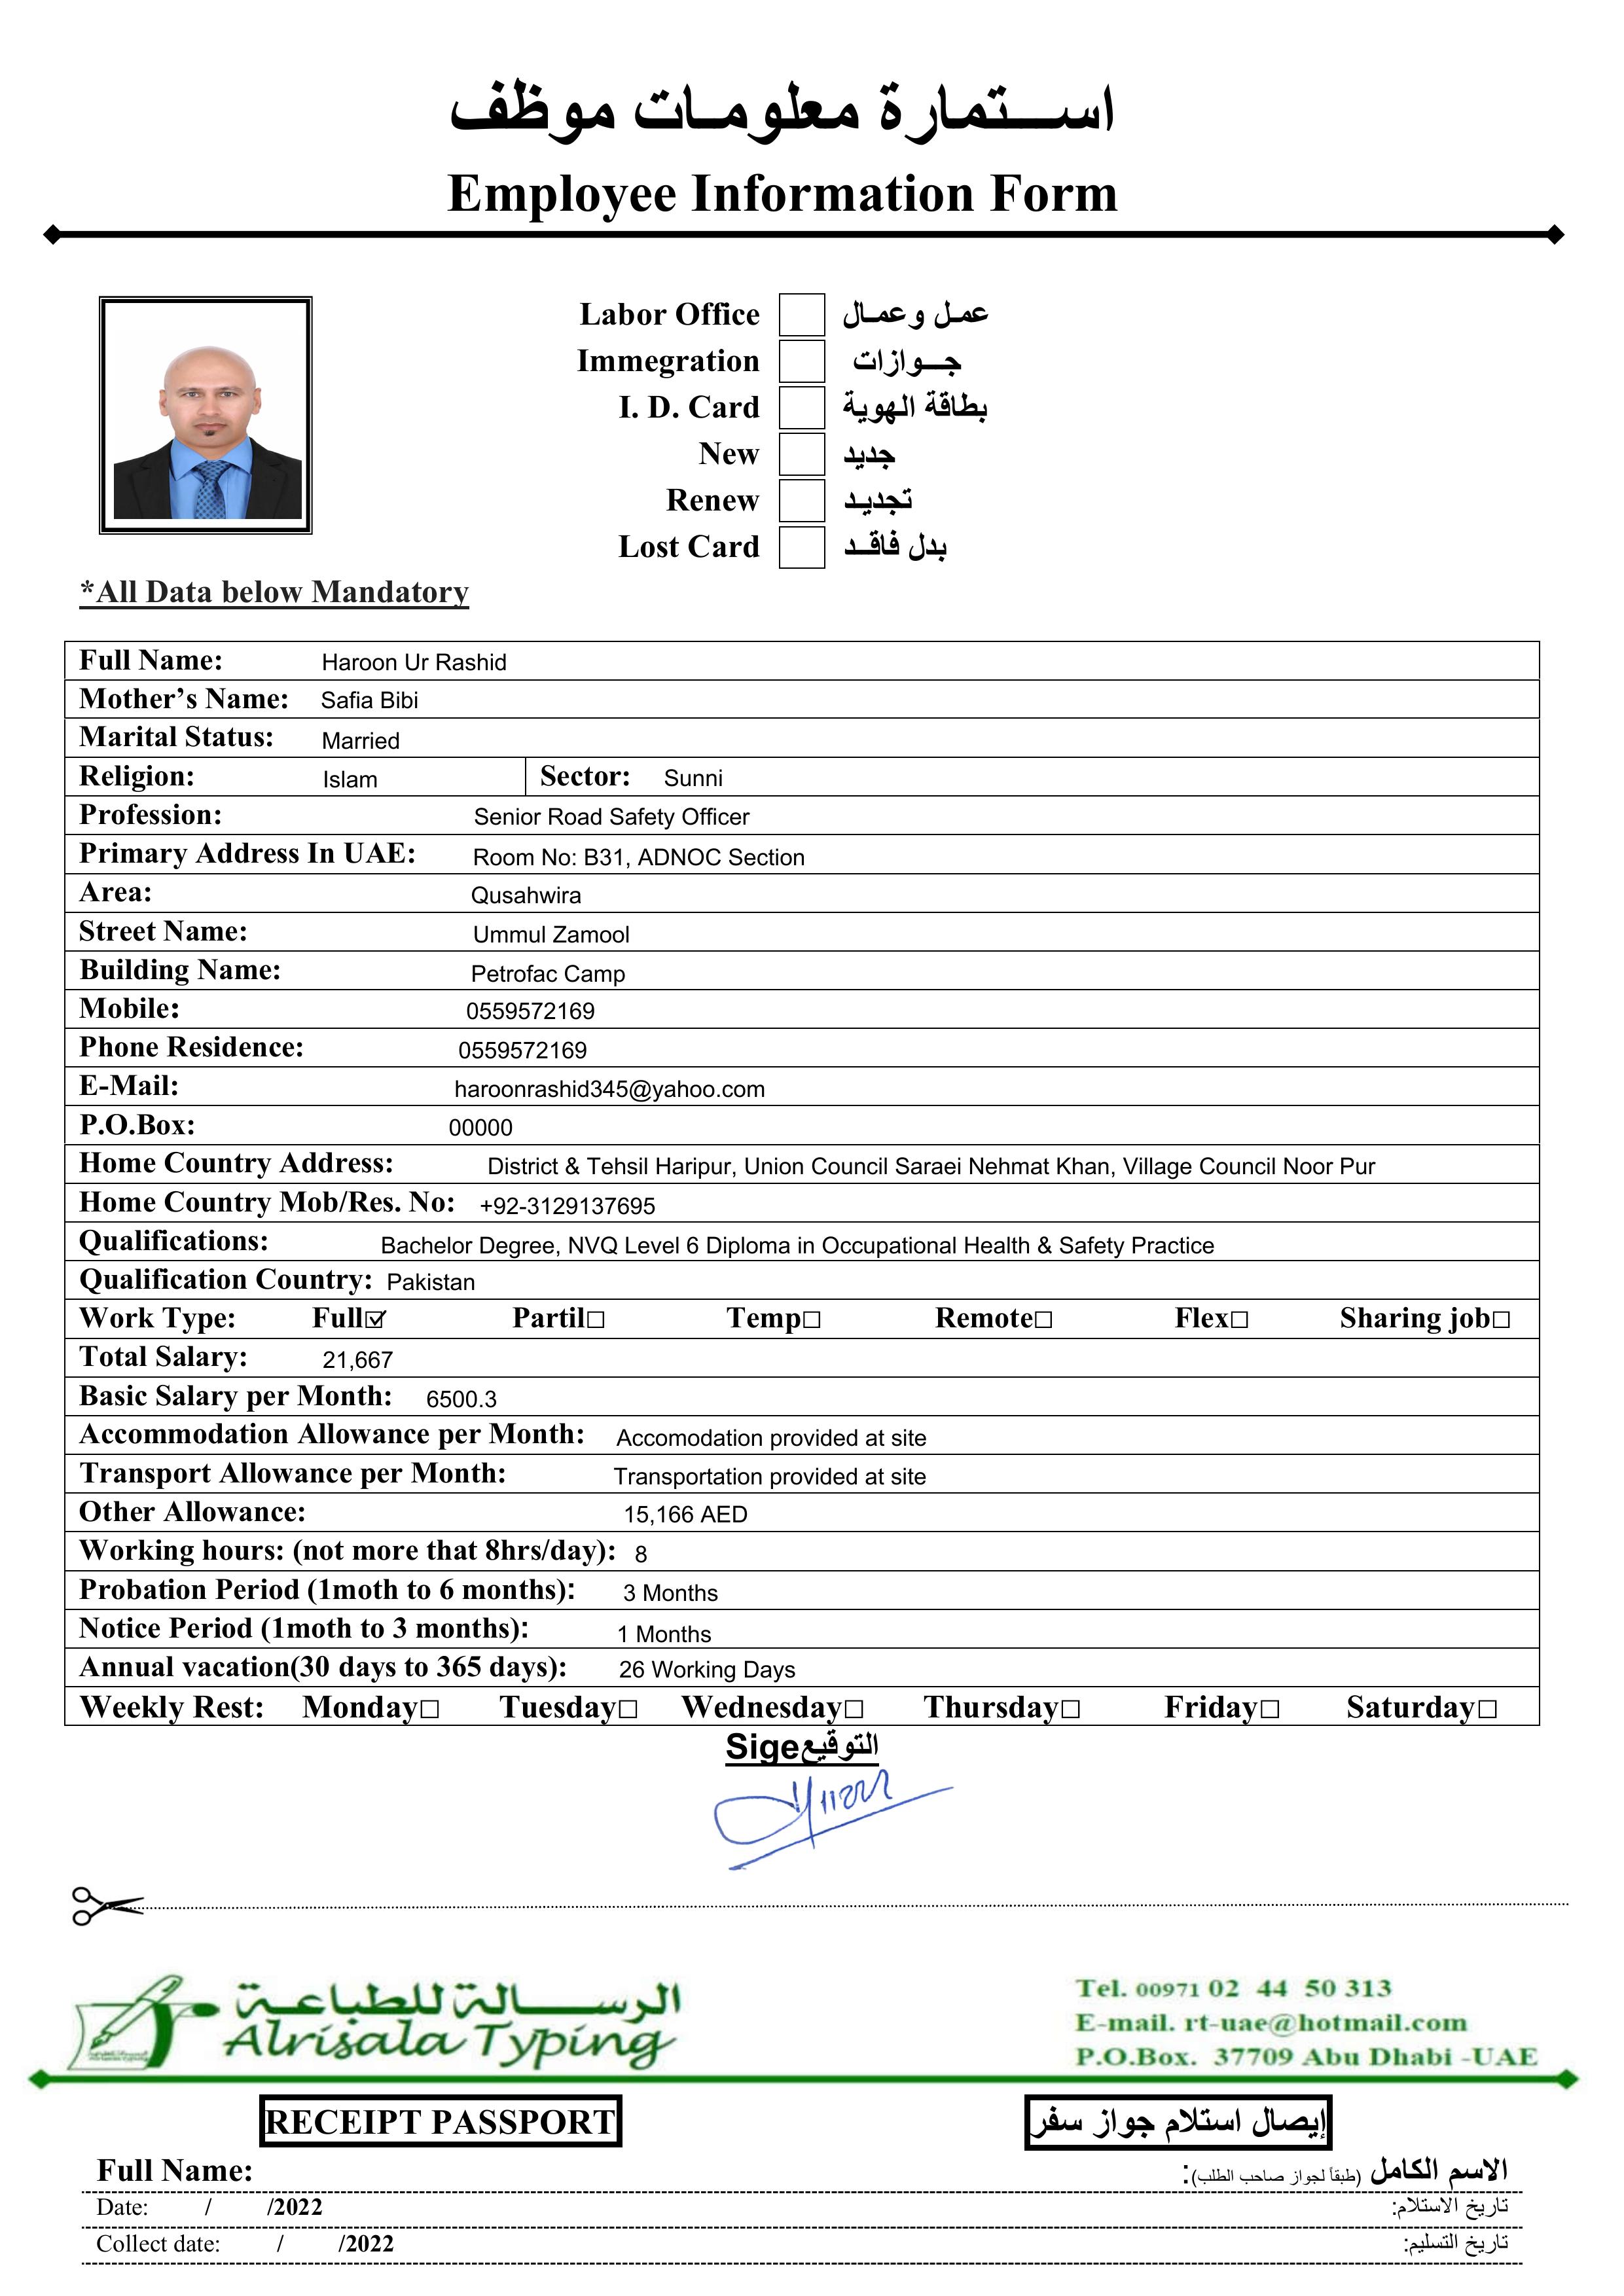 استمارة معلومات موظف
Employee Information Form
Labor Office عمل وعمال
Immegration جوازات
I. D. Card بطاقة الهوية
New جديد
Renew تجديد
Lost Card بدل فاقد
*All Data below Mandatory
Full Name: Haroon Ur Rashid
Mother’s Name: Safia Bibi
Marital Status: Married
Religion: Islam Sector: Sunni
Profession: Senior Road Safety Officer
Primary Address In UAE: Room No: B31, ADNOC Section
Area: Qusahwira
Street Name: Ummul Zamool
Building Name: Petrofac Camp
Mobile: 0559572169
Phone Residence: 0559572169
E-Mail: haroonrashid345@yahoo.com
P.O.Box: 00000
Home Country Address: District & Tehsil Haripur, Union Council Saraei Nehmat Khan, Village Council Noor Pur
Home Country Mob/Res. No: +92-3129137695
Qualifications: Bachelor Degree, NVQ Level 6 Diploma in Occupational Health & Safety Practice
Qualification Country: Pakistan
Work Type: Full☑ Partil☐ Temp☐ Remote☐ Flex☐ Sharing job☐
Total Salary: 21,667
Basic Salary per Month: 6500.3
Accommodation Allowance per Month: Accomodation provided at site
Transport Allowance per Month: Transportation provided at site
Other Allowance: 15,166 AED
Working hours: (not more that 8hrs/day): 8
Probation Period (1moth to 6 months): 3 Months
Notice Period (1moth to 3 months): 1 Months
Annual vacation(30 days to 365 days): 26 Working Days
Weekly Rest: Monday☐ Tuesday☐ Wednesday☐ Thursday☐ Friday☐ Saturday☐
Sigeالتوقيع
الرسالة للطباعة
Alrisala Typing
Tel. 00971 02 44 50 313
E-mail. rt-uae@hotmail.com
P.O.Box. 37709 Abu Dhabi -UAE
RECEIPT PASSPORT إيصال استلام جواز سفر
Full Name: الاسم الكامل (طبقاً لجواز صاحب الطلب):
Date: / /2022 تاريخ الاستلام:
Collect date: / /2022 تاريخ التسليم: